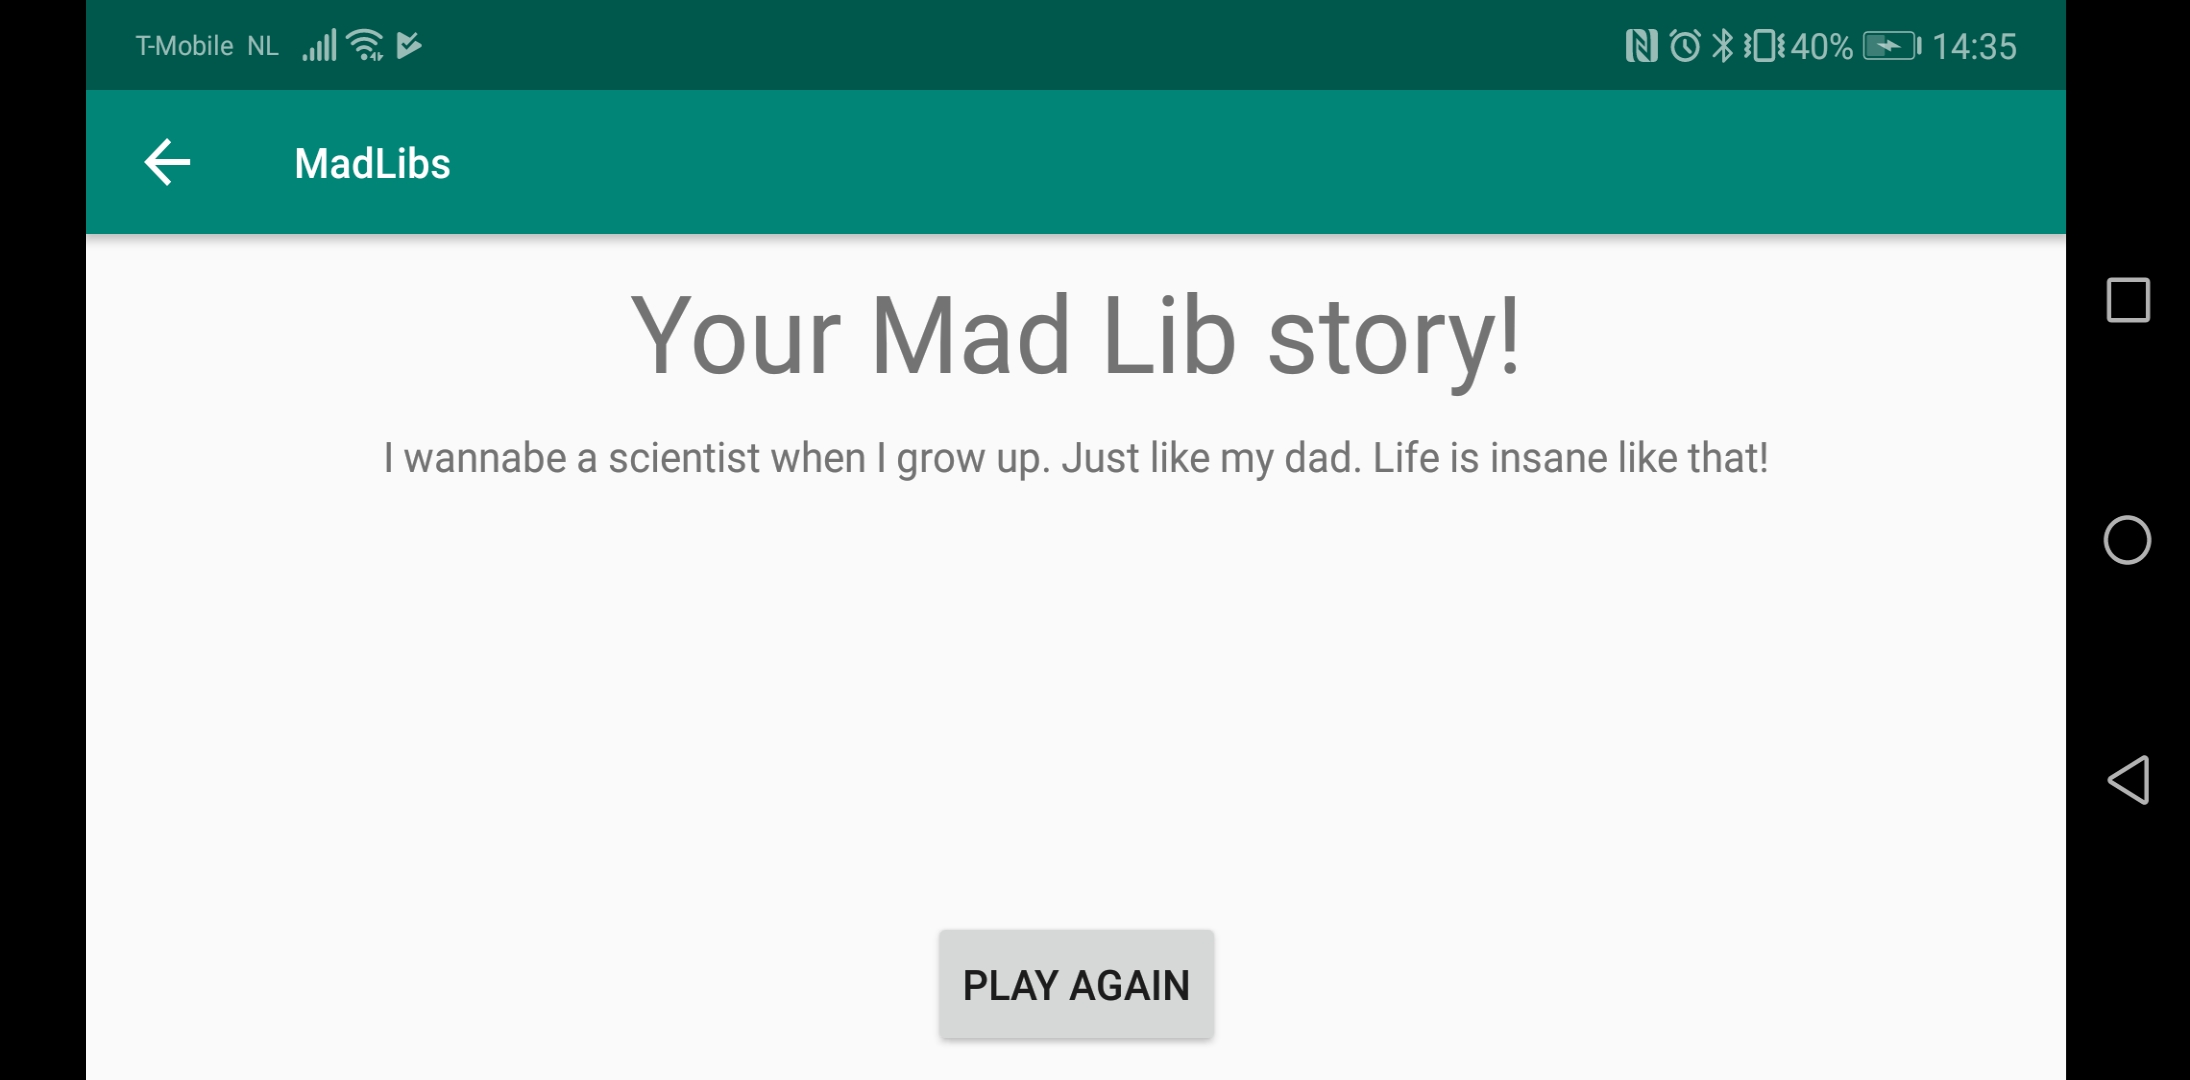 T-Mobile NL 40% 14:35
MadLibs
Your Mad Lib story!
I wannabe a scientist when I grow up. Just like my dad. Life is insane like that!
PLAY AGAIN